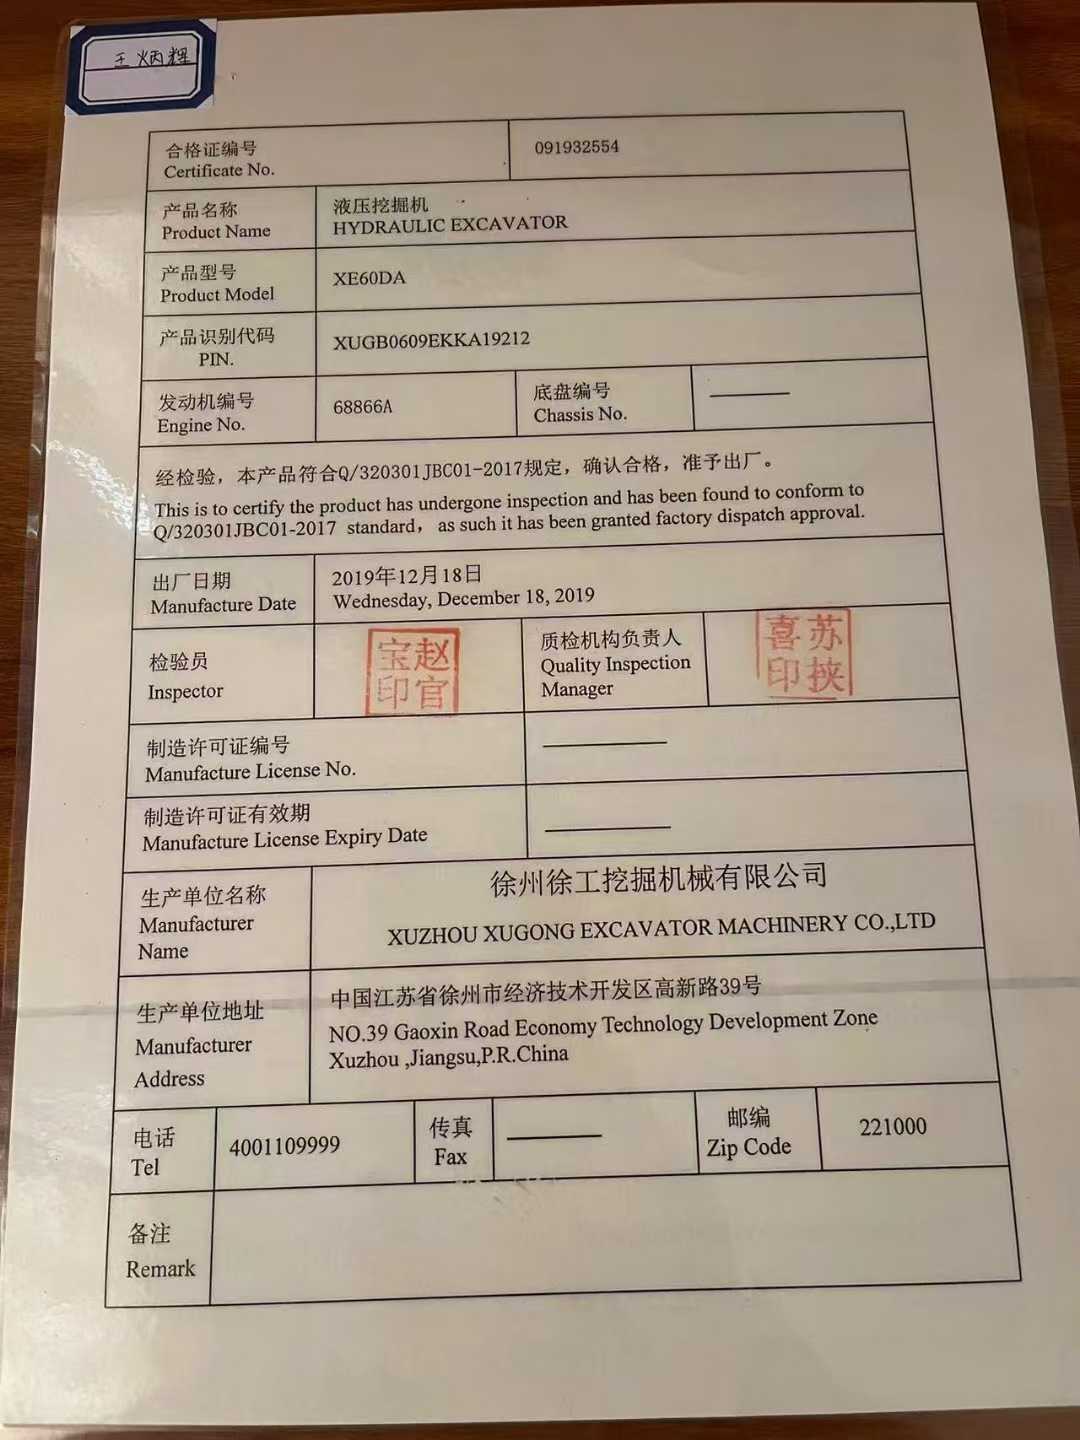 王炳辉
合格证编号
Certificate No.
091932554
产品名称
Product Name
液压挖掘机
HYDRAULIC EXCAVATOR
产品型号
Product Model
XE60DA
产品识别代码
PIN.
XUGB0609EKKA19212
发动机编号
Engine No.
68866A
底盘编号
Chassis No.
经检验，本产品符合Q/320301JBC01-2017规定，确认合格，准予出厂。
This is to certify the product has undergone inspection and has been found to conform to
Q/320301JBC01-2017 standard， as such it has been granted factory dispatch approval.
出厂日期
Manufacture Date
2019年12月18日
Wednesday, December 18, 2019
检验员
Inspector
赵官宝印
质检机构负责人
Quality Inspection
Manager
苏挟喜印
制造许可证编号
Manufacture License No.
制造许可证有效期
Manufacture License Expiry Date
生产单位名称
Manufacturer
Name
徐州徐工挖掘机械有限公司
XUZHOU XUGONG EXCAVATOR MACHINERY CO.,LTD
生产单位地址
Manufacturer
Address
中国江苏省徐州市经济技术开发区高新路39号
NO.39 Gaoxin Road Economy Technology Development Zone
Xuzhou ,Jiangsu,P.R.China
电话
Tel
4001109999
传真
Fax
邮编
Zip Code
221000
备注
Remark